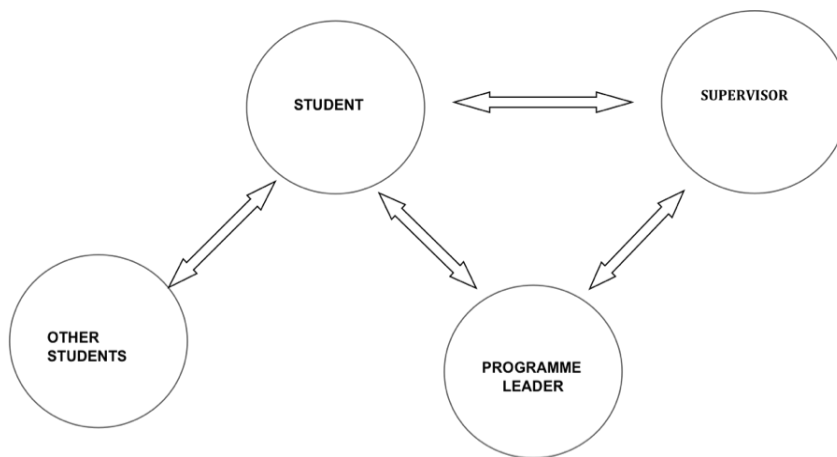 STUDENT
SUPERVISOR
OTHER
STUDENTS
PROGRAMME
LEADER